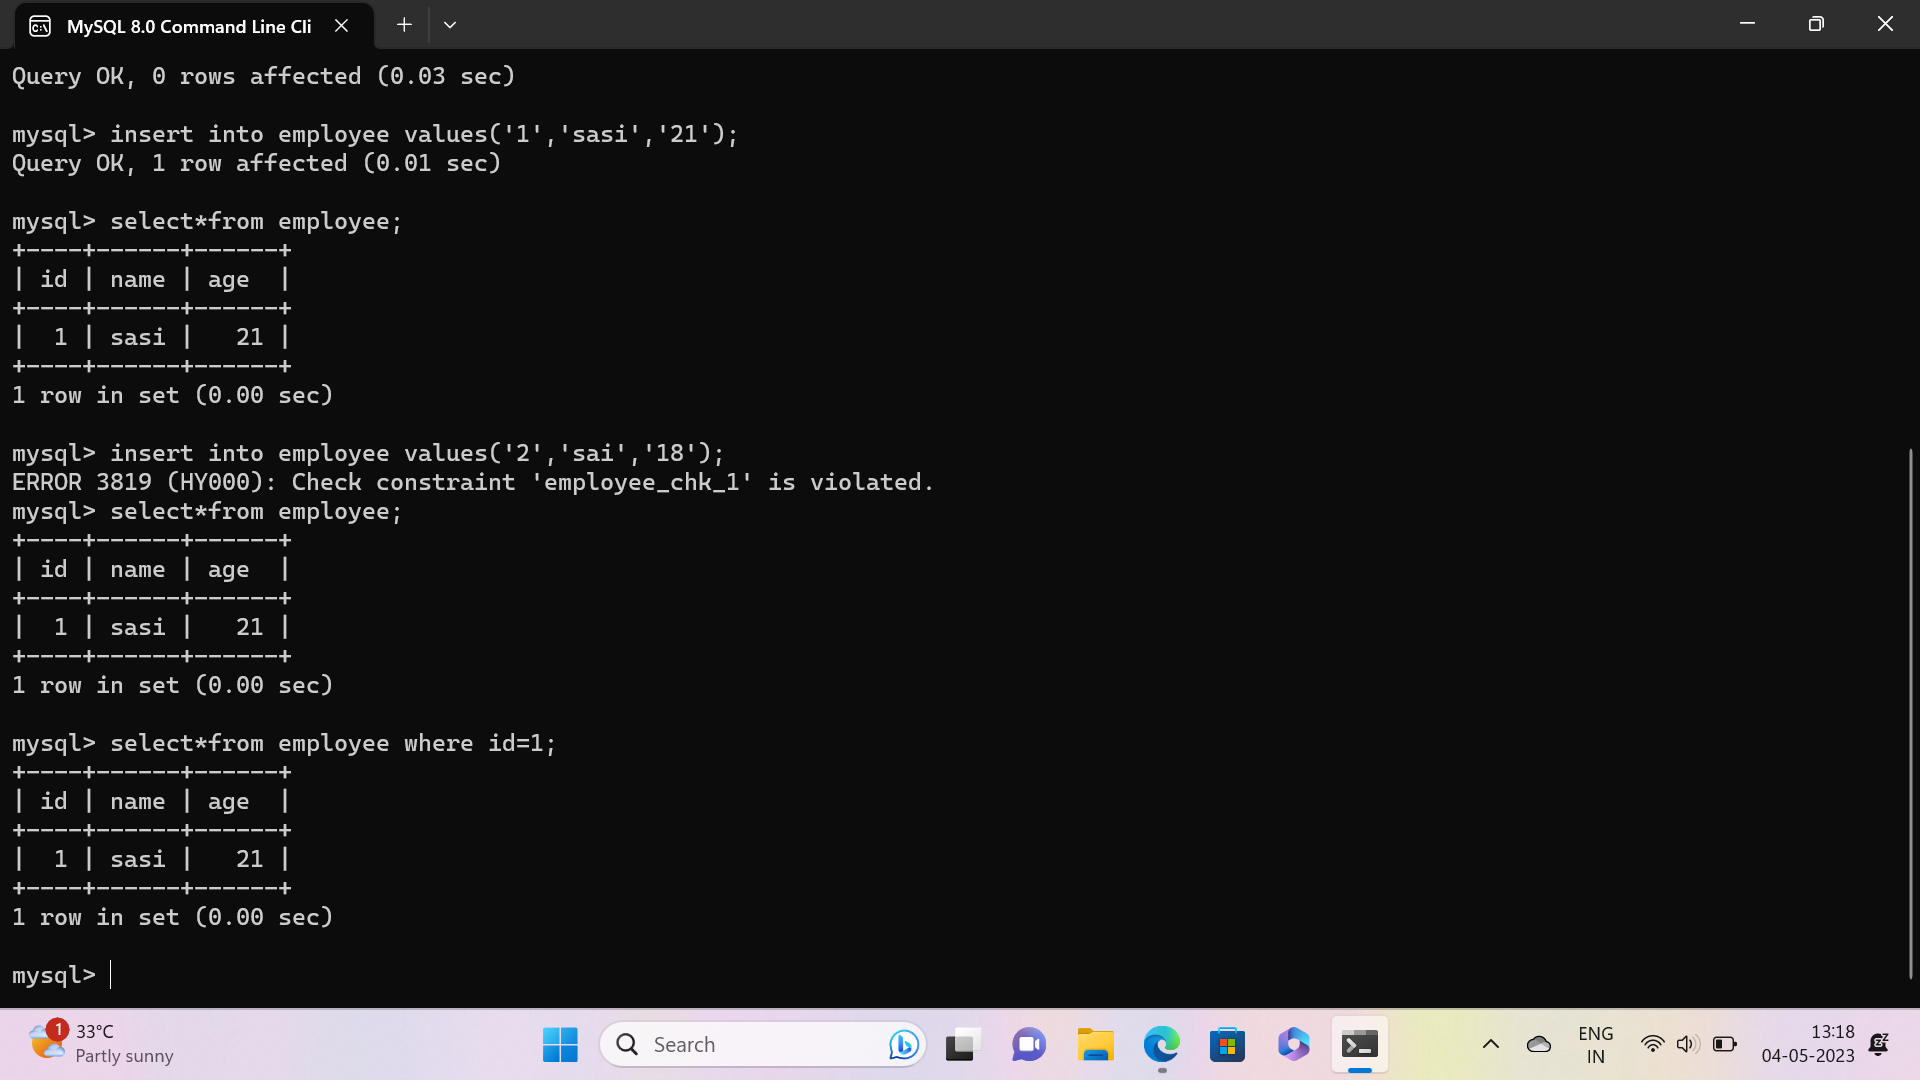 MySQL 8.0 Command Line Cli
Query OK, 0 rows affected (0.03 sec)
mysql> insert into employee values('1','sasi','21');
Query OK, 1 row affected (0.01 sec)
mysql> select*from employee;
+----+------+------+
| id | name | age  |
+----+------+------+
|  1 | sasi |   21 |
+----+------+------+
1 row in set (0.00 sec)
mysql> insert into employee values('2','sai','18');
ERROR 3819 (HY000): Check constraint 'employee_chk_1' is violated.
mysql> select*from employee;
+----+------+------+
| id | name | age  |
+----+------+------+
|  1 | sasi |   21 |
+----+------+------+
1 row in set (0.00 sec)
mysql> select*from employee where id=1;
+----+------+------+
| id | name | age  |
+----+------+------+
|  1 | sasi |   21 |
+----+------+------+
1 row in set (0.00 sec)
mysql>
1
33°C
Partly sunny
Search
ENG
IN
13:18
04-05-2023